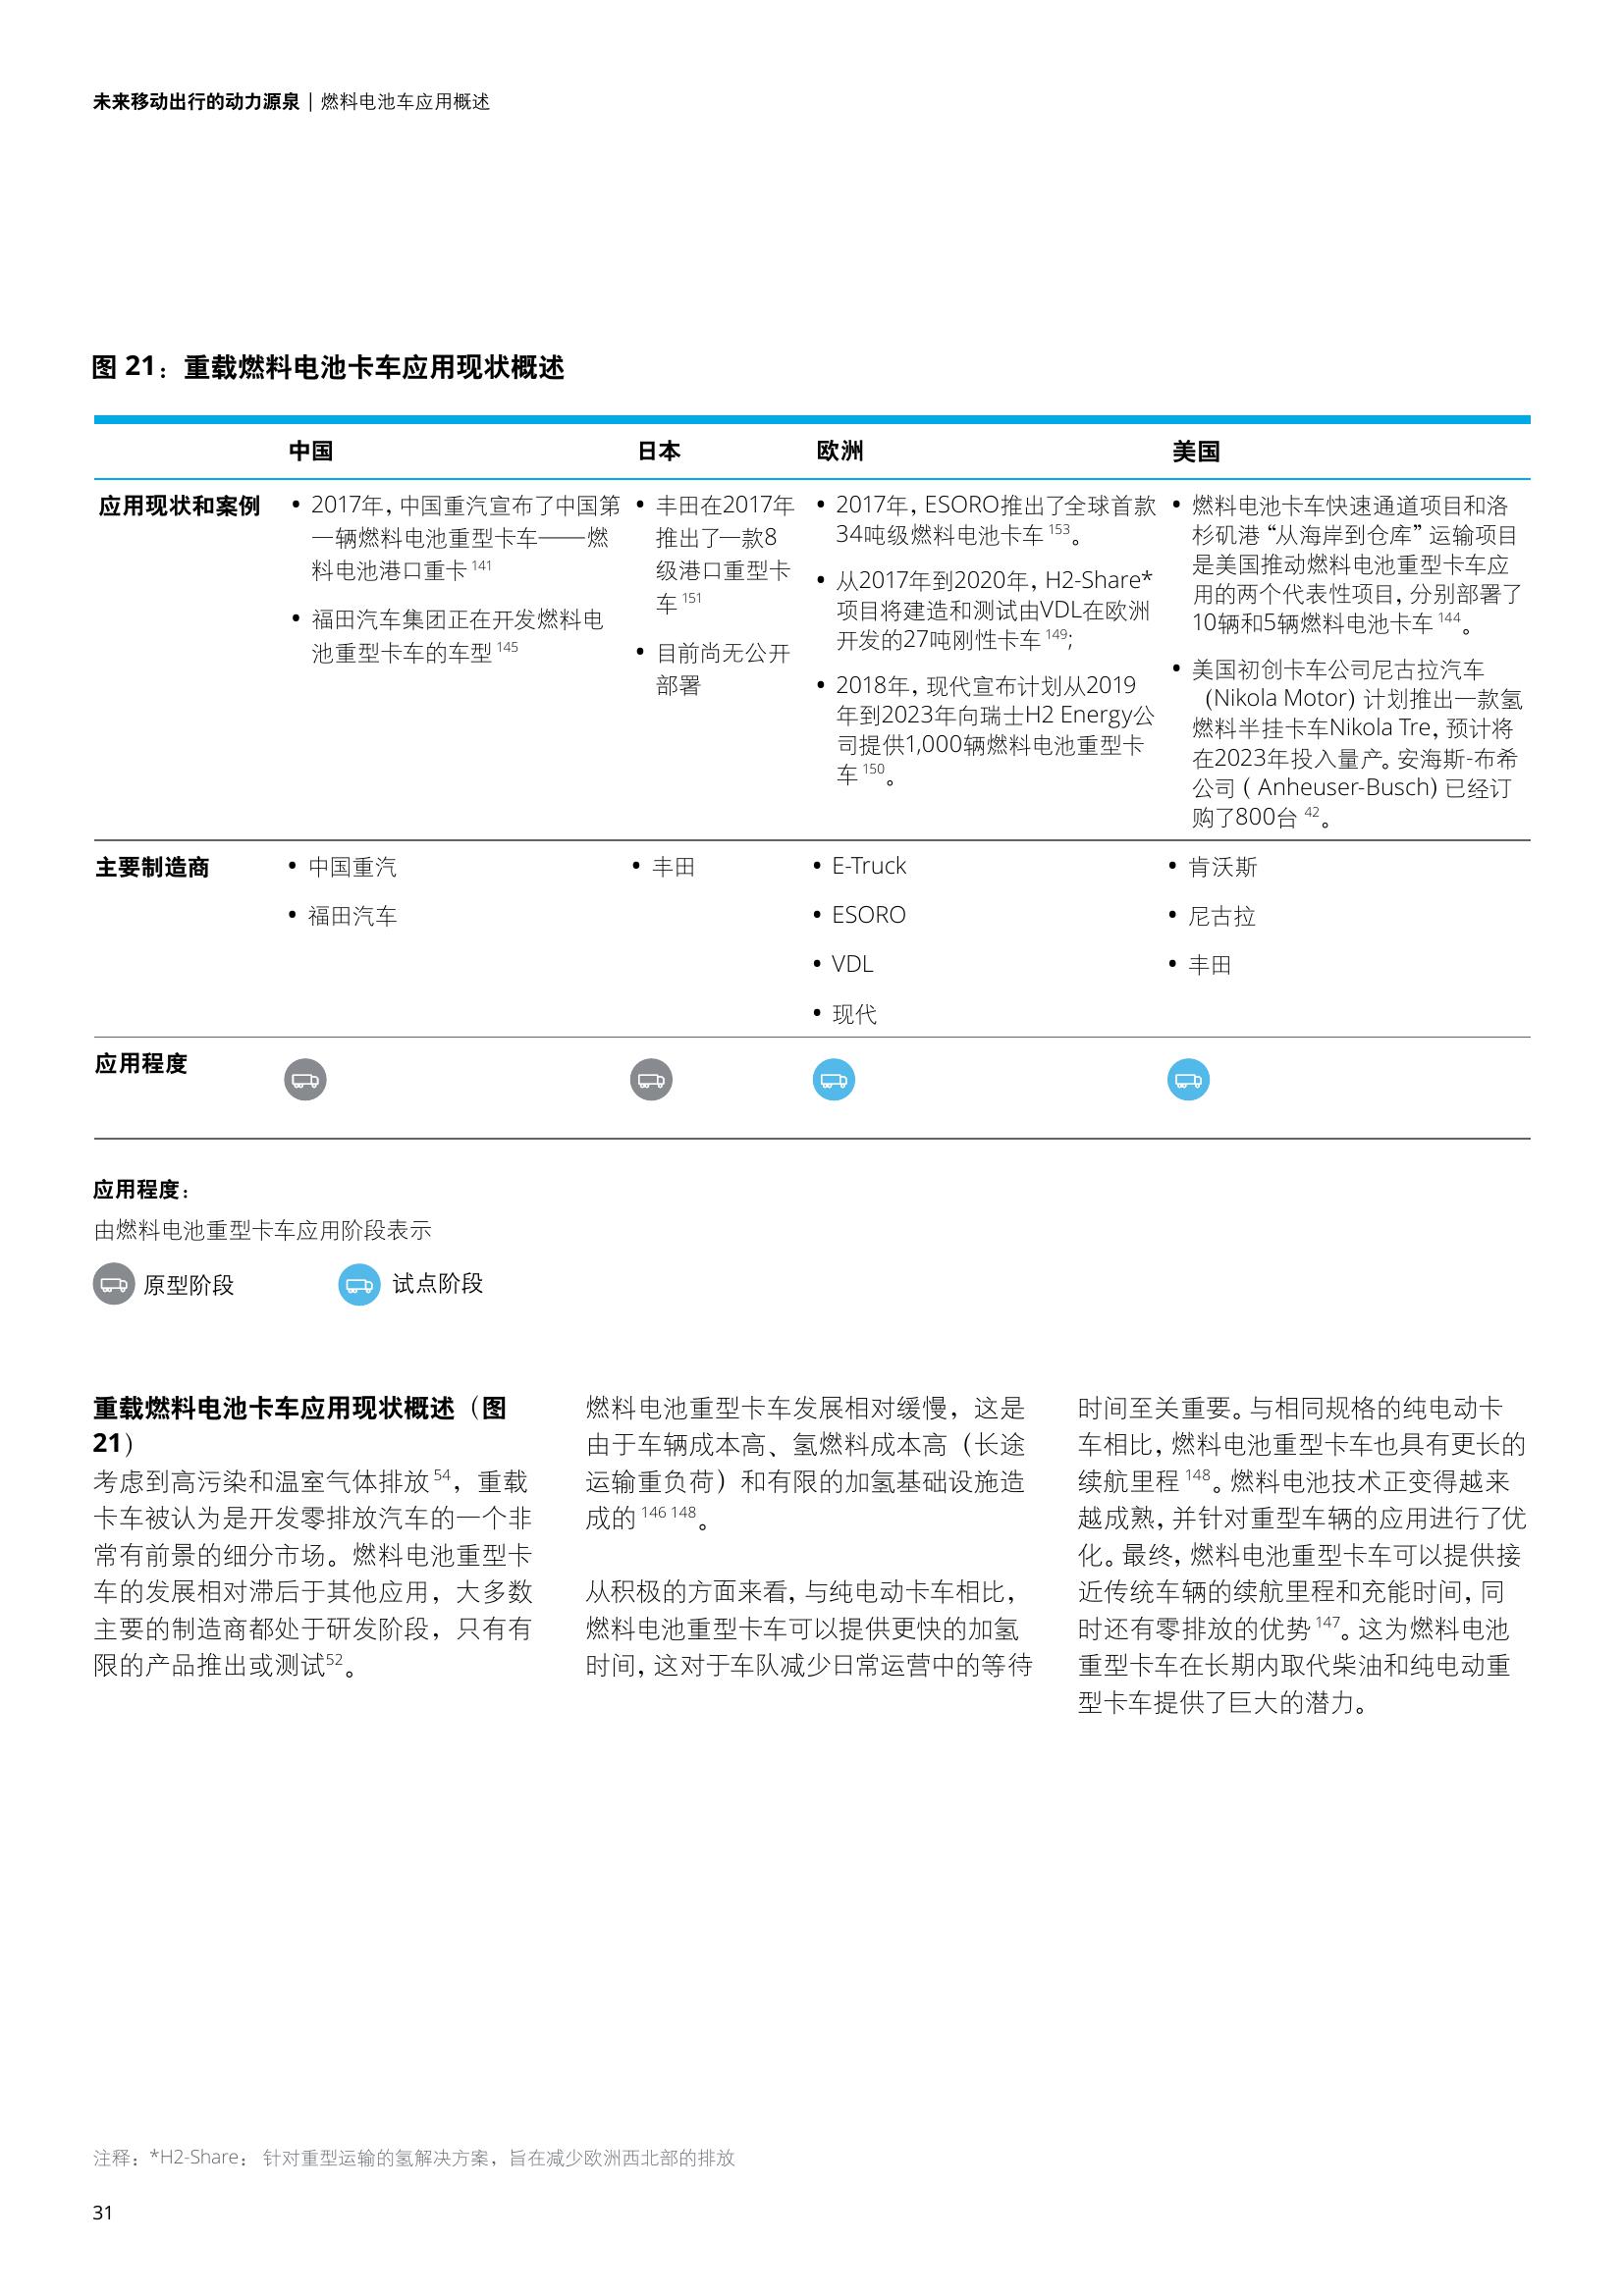 未来移动出行的动力源泉 | 燃料电池车应用概述
图 21：重载燃料电池卡车应用现状概述
中国
日本
欧洲
美国
应用现状和案例
• 2017年，中国重汽宣布了中国第
一辆燃料电池重型卡车——燃
料电池港口重卡 141
• 福田汽车集团正在开发燃料电
池重型卡车的车型 145
• 丰田在2017年
推出了一款8
级港口重型卡
车 151
• 目前尚无公开
部署
• 2017年，ESORO推出了全球首款
34吨级燃料电池卡车 153。
• 从2017年到2020年，H2-Share*
项目将建造和测试由VDL在欧洲
开发的27吨刚性卡车 149;
• 2018年，现代宣布计划从2019
年到2023年向瑞士H2 Energy公
司提供1,000辆燃料电池重型卡
车 150。
• 燃料电池卡车快速通道项目和洛
杉矶港 “从海岸到仓库” 运输项目
是美国推动燃料电池重型卡车应
用的两个代表性项目，分别部署了
10辆和5辆燃料电池卡车 144。
• 美国初创卡车公司尼古拉汽车
（Nikola Motor) 计划推出一款氢
燃料半挂卡车Nikola Tre，预计将
在2023年投入量产。安海斯-布希
公司 ( Anheuser-Busch) 已经订
购了800台 42。
主要制造商
• 中国重汽
• 福田汽车
• 丰田
• E-Truck
• ESORO
• VDL
• 现代
• 肯沃斯
• 尼古拉
• 丰田
应用程度
应用程度：
由燃料电池重型卡车应用阶段表示
原型阶段
试点阶段
重载燃料电池卡车应用现状概述（图
21）
考虑到高污染和温室气体排放 54，重载
卡车被认为是开发零排放汽车的一个非
常有前景的细分市场。燃料电池重型卡
车的发展相对滞后于其他应用，大多数
主要的制造商都处于研发阶段，只有有
限的产品推出或测试52。
燃料电池重型卡车发展相对缓慢，这是
由于车辆成本高、氢燃料成本高（长途
运输重负荷）和有限的加氢基础设施造
成的 146 148。
从积极的方面来看，与纯电动卡车相比，
燃料电池重型卡车可以提供更快的加氢
时间，这对于车队减少日常运营中的等待
时间至关重要。与相同规格的纯电动卡
车相比，燃料电池重型卡车也具有更长的
续航里程 148。燃料电池技术正变得越来
越成熟，并针对重型车辆的应用进行了优
化。最终，燃料电池重型卡车可以提供接
近传统车辆的续航里程和充能时间，同
时还有零排放的优势 147。这为燃料电池
重型卡车在长期内取代柴油和纯电动重
型卡车提供了巨大的潜力。
注释：*H2-Share： 针对重型运输的氢解决方案，旨在减少欧洲西北部的排放
31